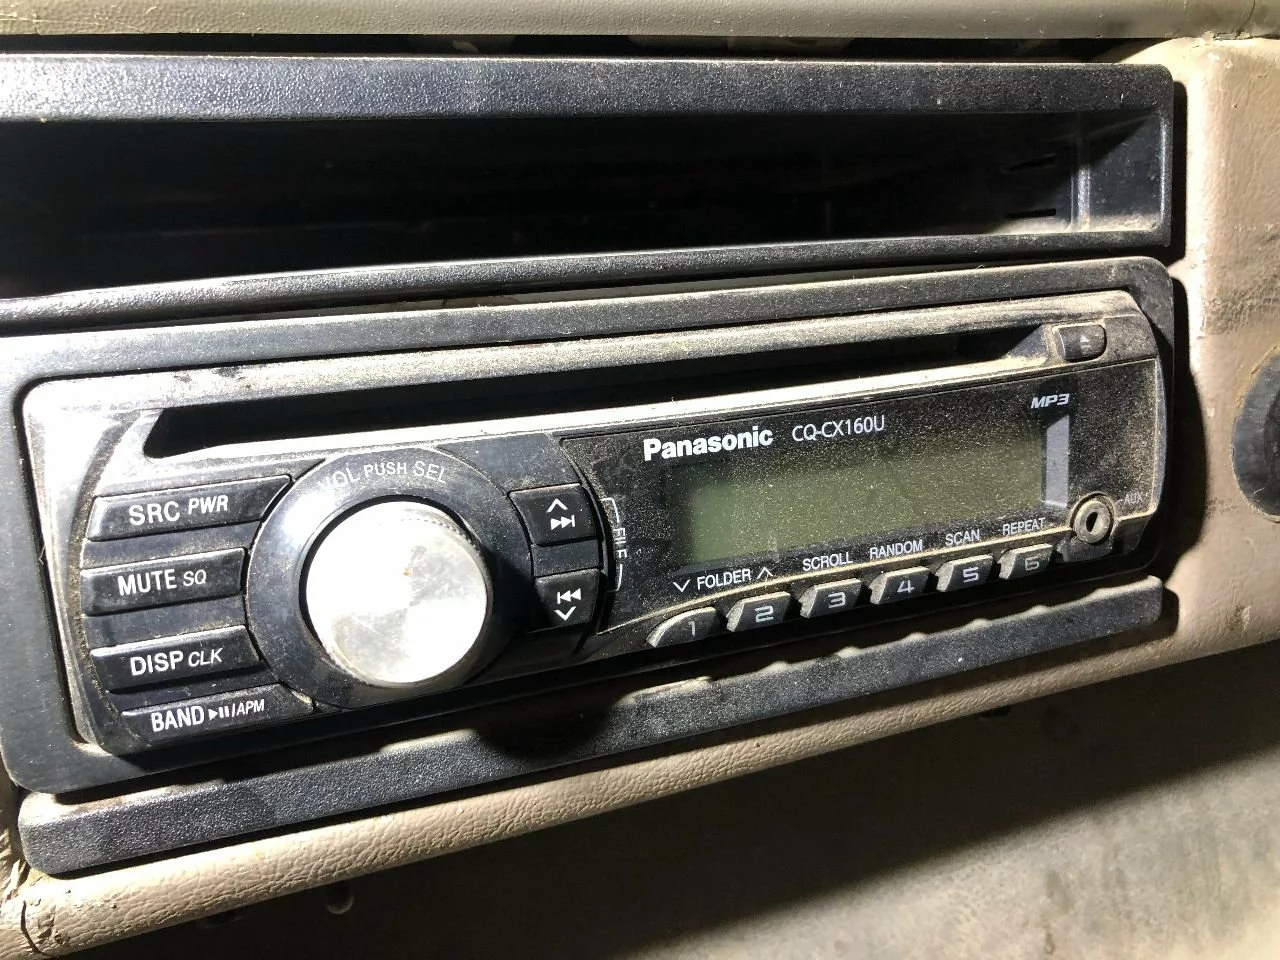 MP3
Panasonic CQ-CX160U
VOL PUSH SEL
SRC PWR
MUTE SQ
DISP CLK
BAND ▶❚❚/APM
FILE
AUX
FOLDER
SCROLL
RANDOM
SCAN
REPEAT
1 2 3 4 5 6